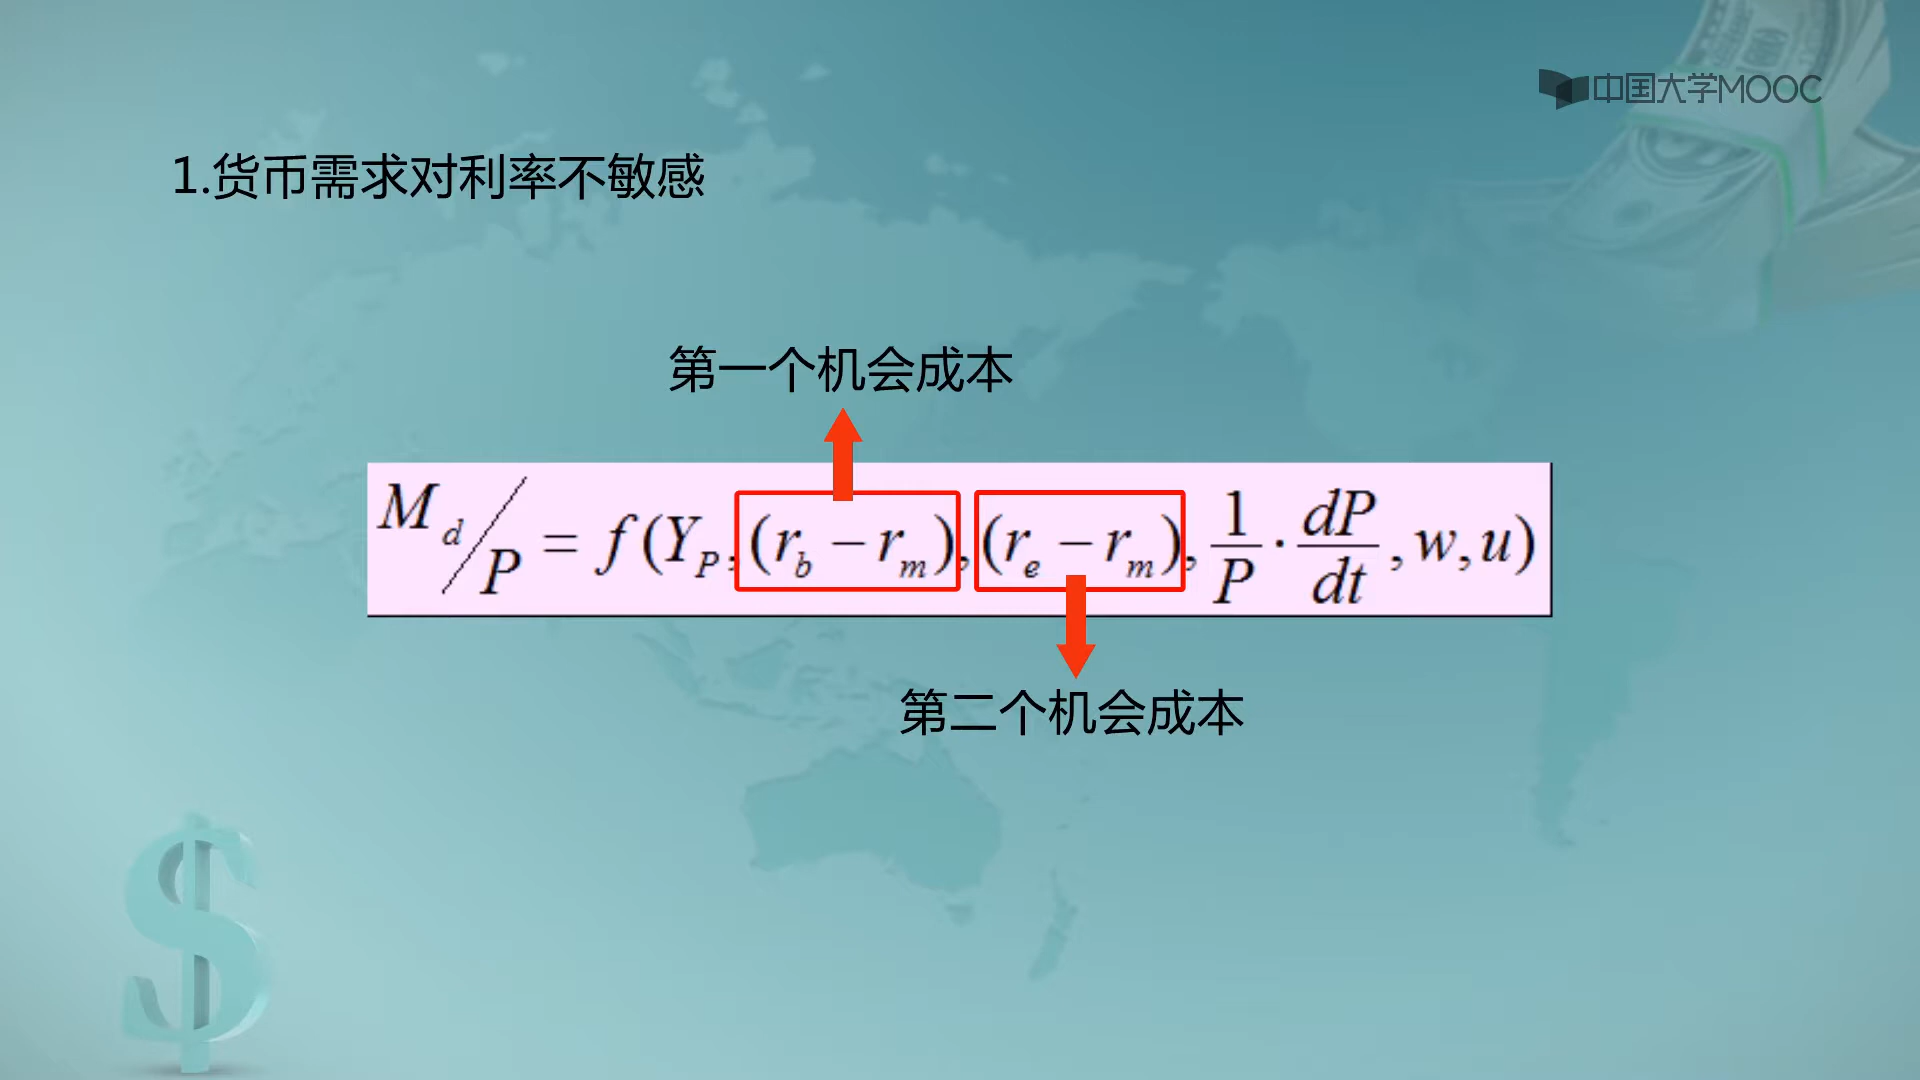 中国大学MOOC
1.货币需求对利率不敏感
第一个机会成本
M_d/P = f(Y_P, (r_b − r_m), (r_e − r_m), 1/P · dP/dt, w, u)
第二个机会成本